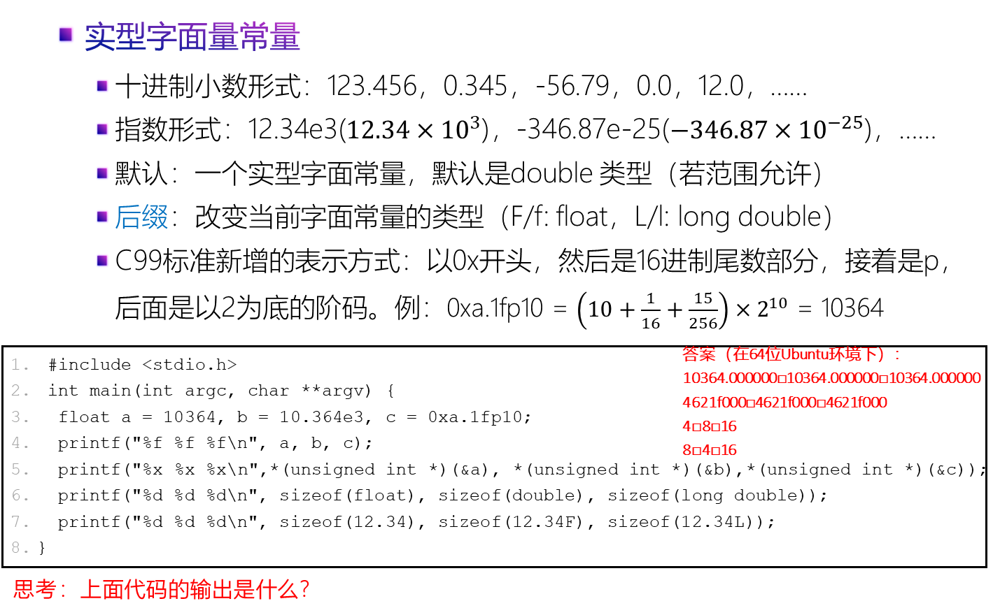 实型字面量常量
十进制小数形式：123.456，0.345，-56.79，0.0，12.0，……
指数形式：12.34e3(12.34 × 10³)，-346.87e-25(−346.87 × 10⁻²⁵)，……
默认：一个实型字面常量，默认是double 类型（若范围允许）
后缀：改变当前字面常量的类型（F/f: float，L/l: long double）
C99标准新增的表示方式：以0x开头，然后是16进制尾数部分，接着是p，
后面是以2为底的阶码。例：0xa.1fp10 = (10 + 1/16 + 15/256) × 2¹⁰ = 10364
答案（在64位Ubuntu环境下）：
10364.000000□10364.000000□10364.000000
4621f000□4621f000□4621f000
4□8□16
8□4□16
1. #include <stdio.h>
2. int main(int argc, char **argv) {
3. float a = 10364, b = 10.364e3, c = 0xa.1fp10;
4. printf("%f %f %f\n", a, b, c);
5. printf("%x %x %x\n",*(unsigned int *)(&a), *(unsigned int *)(&b),*(unsigned int *)(&c));
6. printf("%d %d %d\n", sizeof(float), sizeof(double), sizeof(long double));
7. printf("%d %d %d\n", sizeof(12.34), sizeof(12.34F), sizeof(12.34L));
8. }
思考：上面代码的输出是什么？